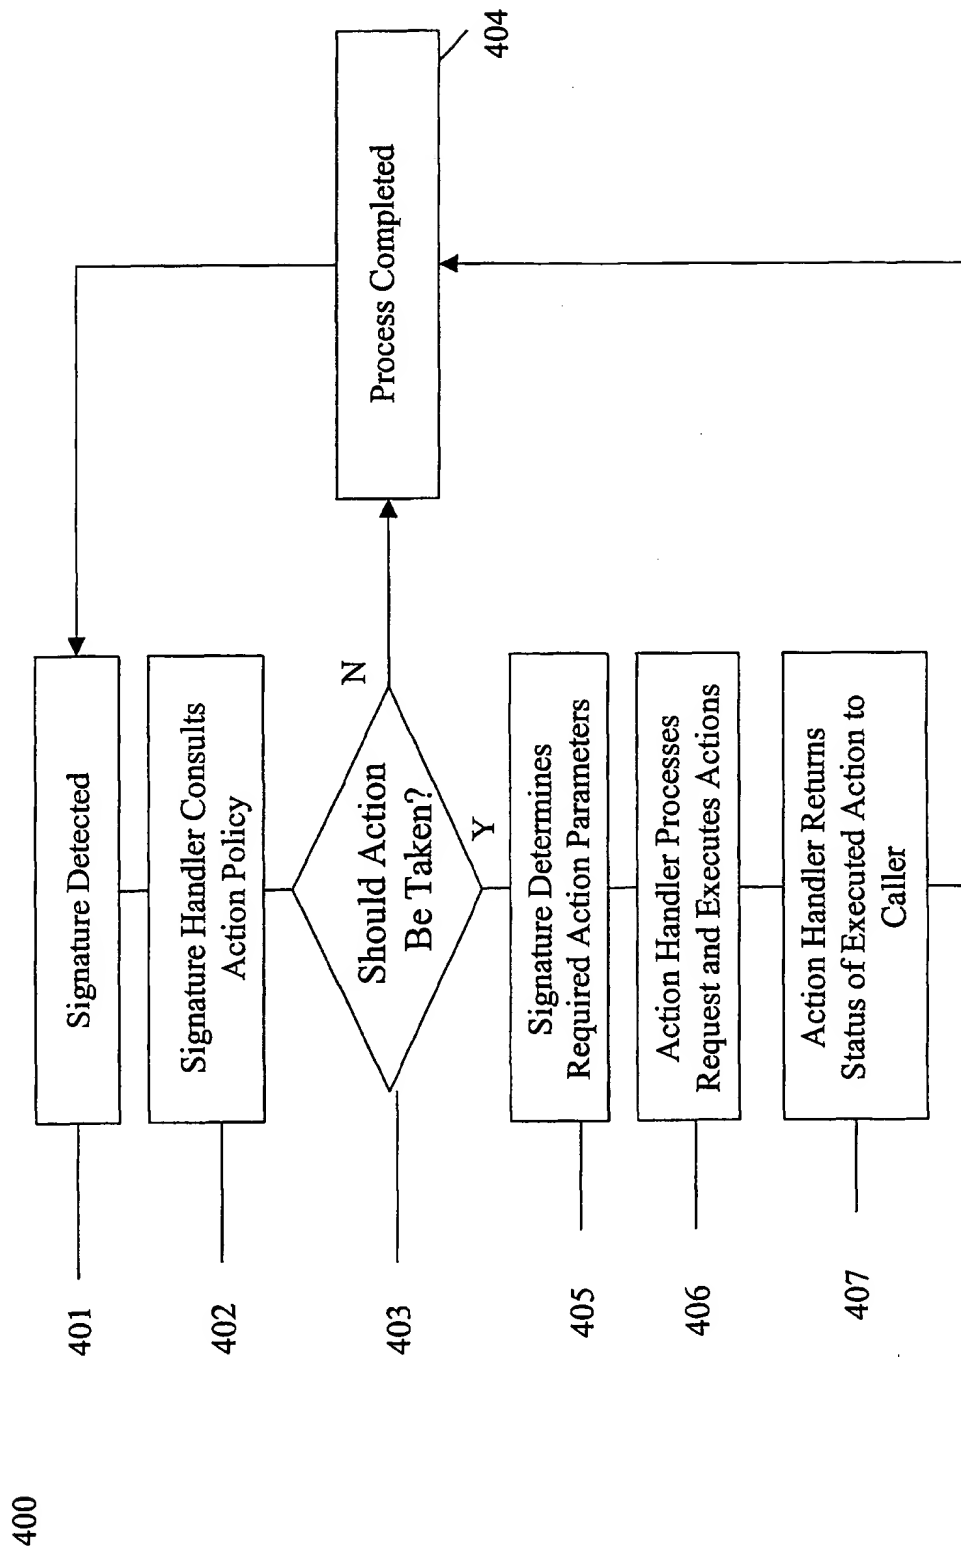 400
401
Signature Detected
402
Signature Handler Consults
Action Policy
403
Should Action
Be Taken?
N
Process Completed
404
Y
405
Signature Determines
Required Action Parameters
406
Action Handler Processes
Request and Executes Actions
407
Action Handler Returns
Status of Executed Action to
Caller